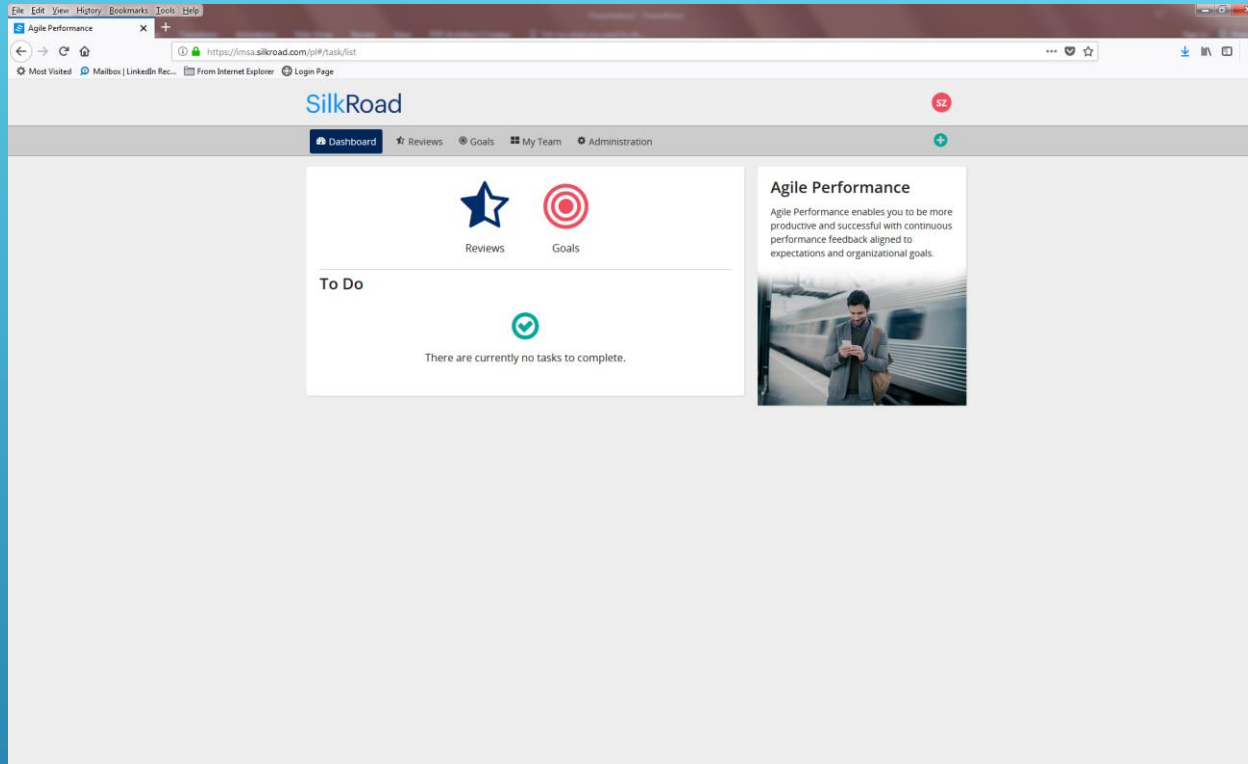 File Edit View History Bookmarks Tools Help
Agile Performance
https://imsa.silkroad.com/pl#/task/list
Most Visited Mailbox | LinkedIn Rec... From Internet Explorer Login Page
SilkRoad
SZ
Dashboard Reviews Goals My Team Administration
Reviews Goals
To Do
There are currently no tasks to complete.
Agile Performance
Agile Performance enables you to be more
productive and successful with continuous
performance feedback aligned to
expectations and organizational goals.